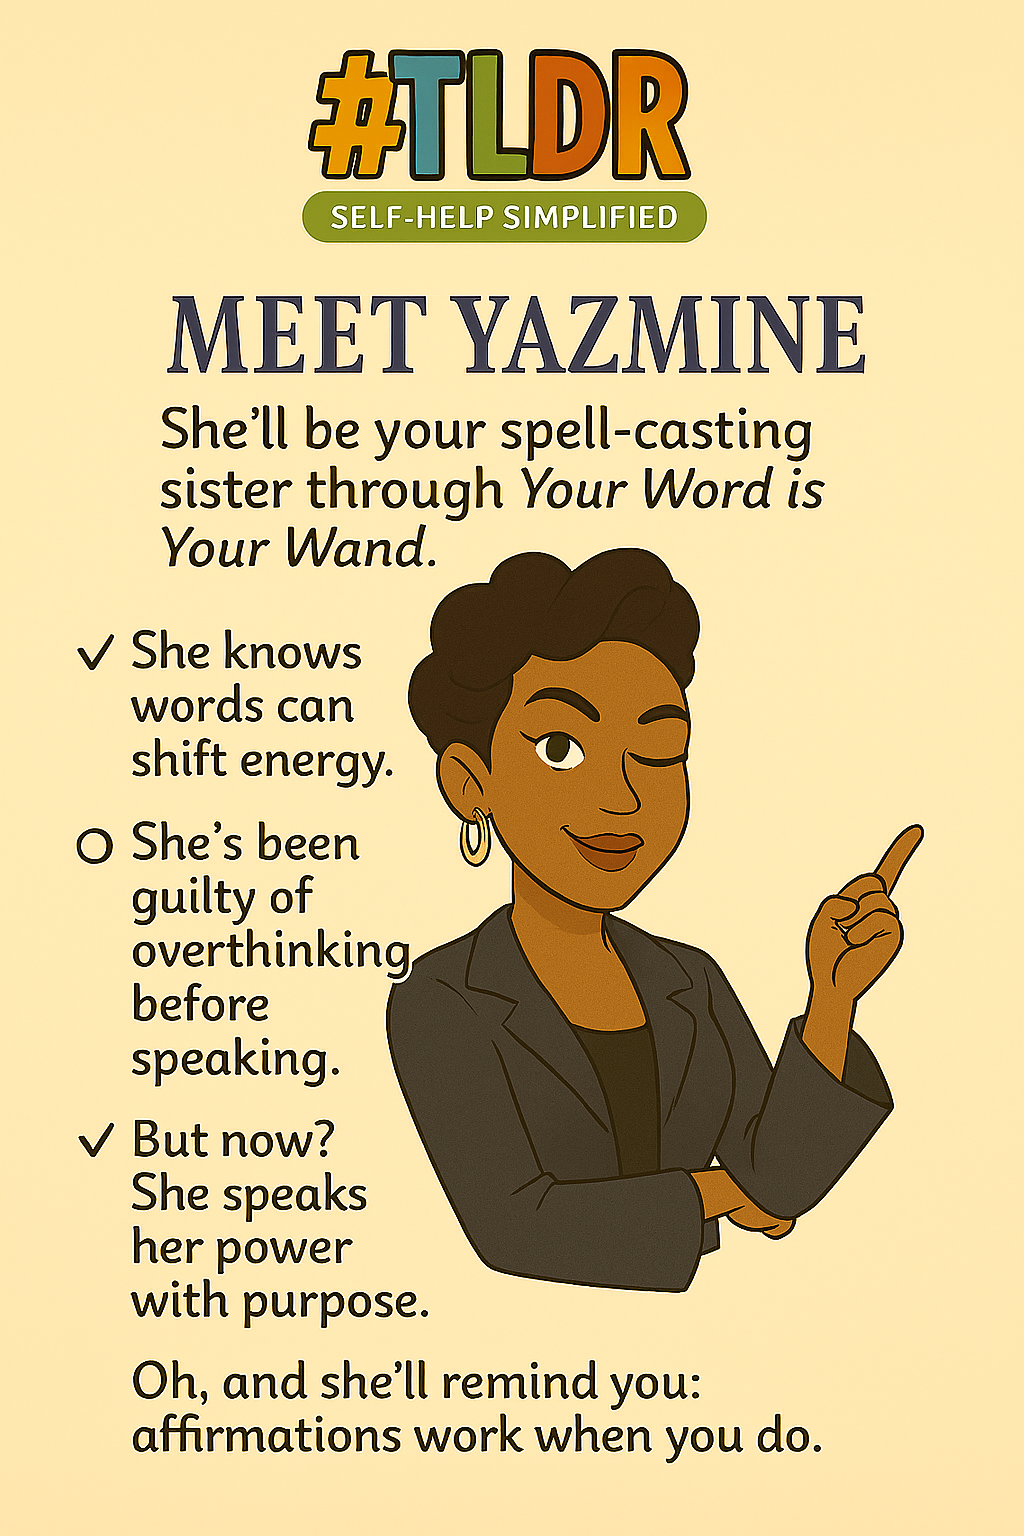 #TLDR
SELF-HELP SIMPLIFIED
MEET YAZMINE
She’ll be your spell-casting
sister through Your Word is
Your Wand.
✓ She knows
words can
shift energy.
○ She’s been
guilty of
overthinking
before
speaking.
✓ But now?
She speaks
her power
with purpose.
Oh, and she’ll remind you:
affirmations work when you do.